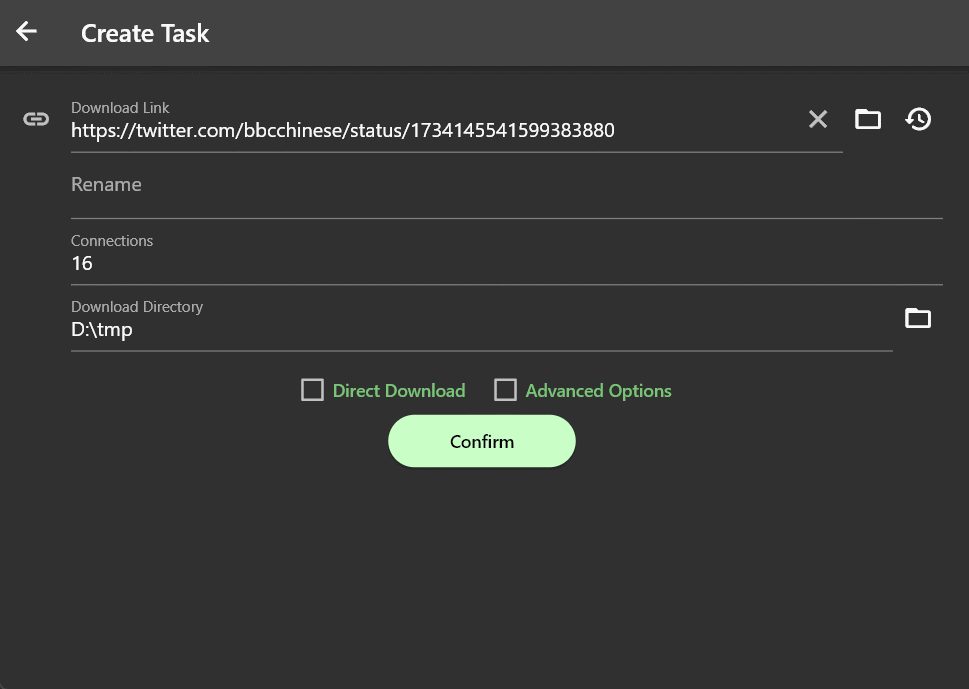 Create Task
Download Link
https://twitter.com/bbcchinese/status/1734145541599383880
Rename
Connections
16
Download Directory
D:\tmp
Direct Download Advanced Options
Confirm